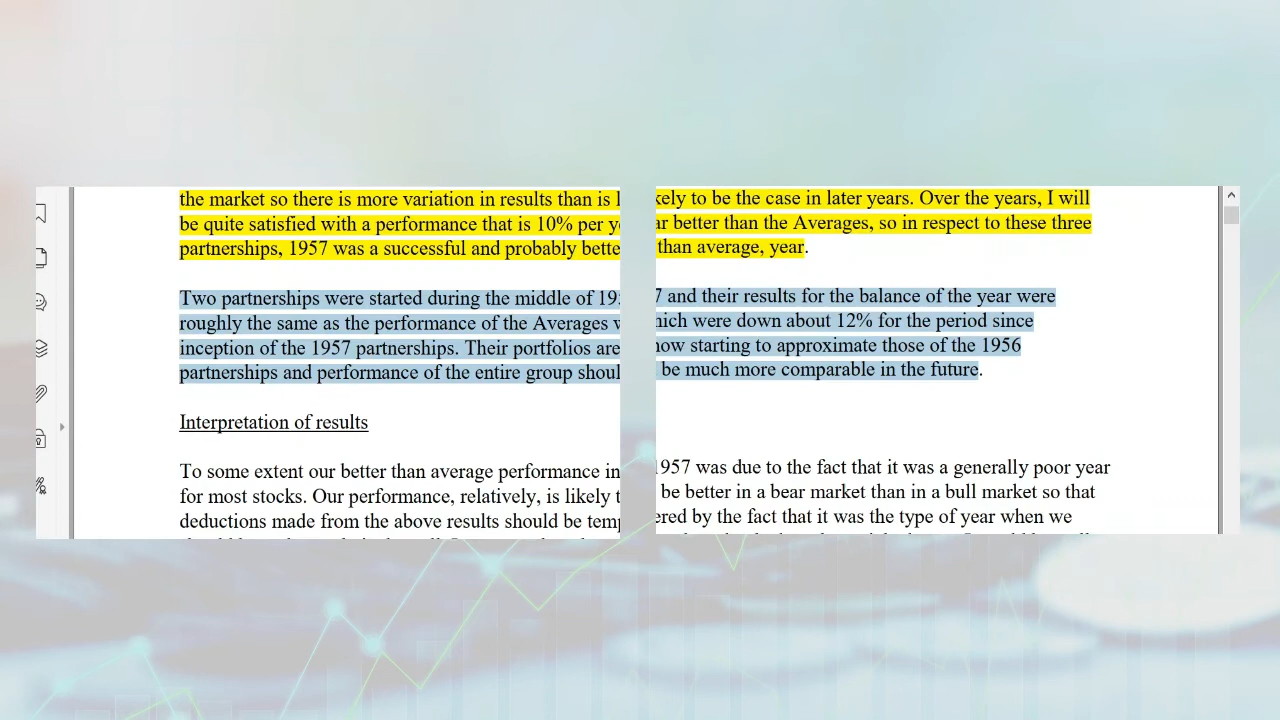 the market so there is more variation in results than is likely to be the case in later years. Over the years, I will
be quite satisfied with a performance that is 10% per year better than the Averages, so in respect to these three
partnerships, 1957 was a successful and probably better than average, year.
Two partnerships were started during the middle of 1957 and their results for the balance of the year were
roughly the same as the performance of the Averages which were down about 12% for the period since
inception of the 1957 partnerships. Their portfolios are now starting to approximate those of the 1956
partnerships and performance of the entire group should be much more comparable in the future.
Interpretation of results
To some extent our better than average performance in 1957 was due to the fact that it was a generally poor year
for most stocks. Our performance, relatively, is likely to be better in a bear market than in a bull market so that
deductions made from the above results should be tempered by the fact that it was the type of year when we